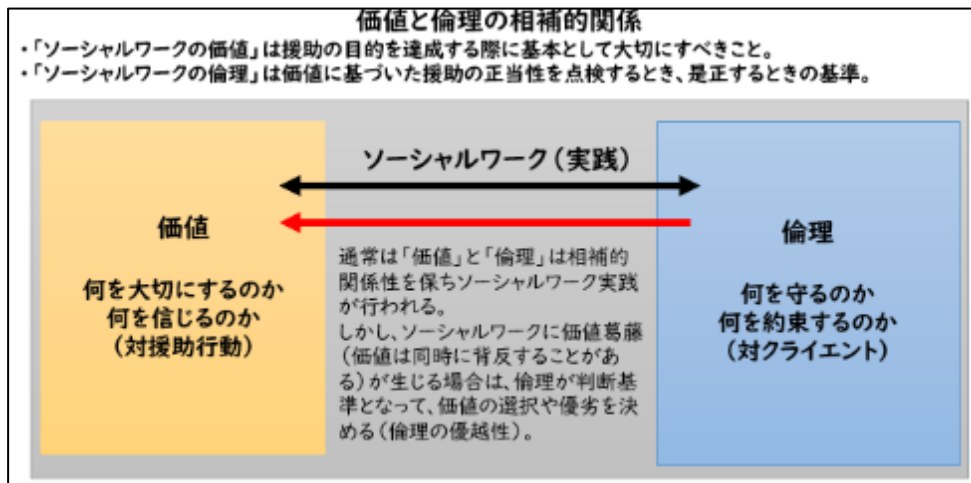 価値と倫理の相補的関係
・「ソーシャルワークの価値」は援助の目的を達成する際に基本として大切にすべきこと。
・「ソーシャルワークの倫理」は価値に基づいた援助の正当性を点検するとき、是正するときの基準。
ソーシャルワーク（実践）
価値
何を大切にするのか
何を信じるのか
（対援助行動）
通常は「価値」と「倫理」は相補的
関係性を保ちソーシャルワーク実践
が行われる。
しかし、ソーシャルワークに価値葛藤
（価値は同時に背反することがあ
る）が生じる場合は、倫理が判断基
準となって、価値の選択や優劣を決
める（倫理の優越性）。
倫理
何を守るのか
何を約束するのか
（対クライエント）